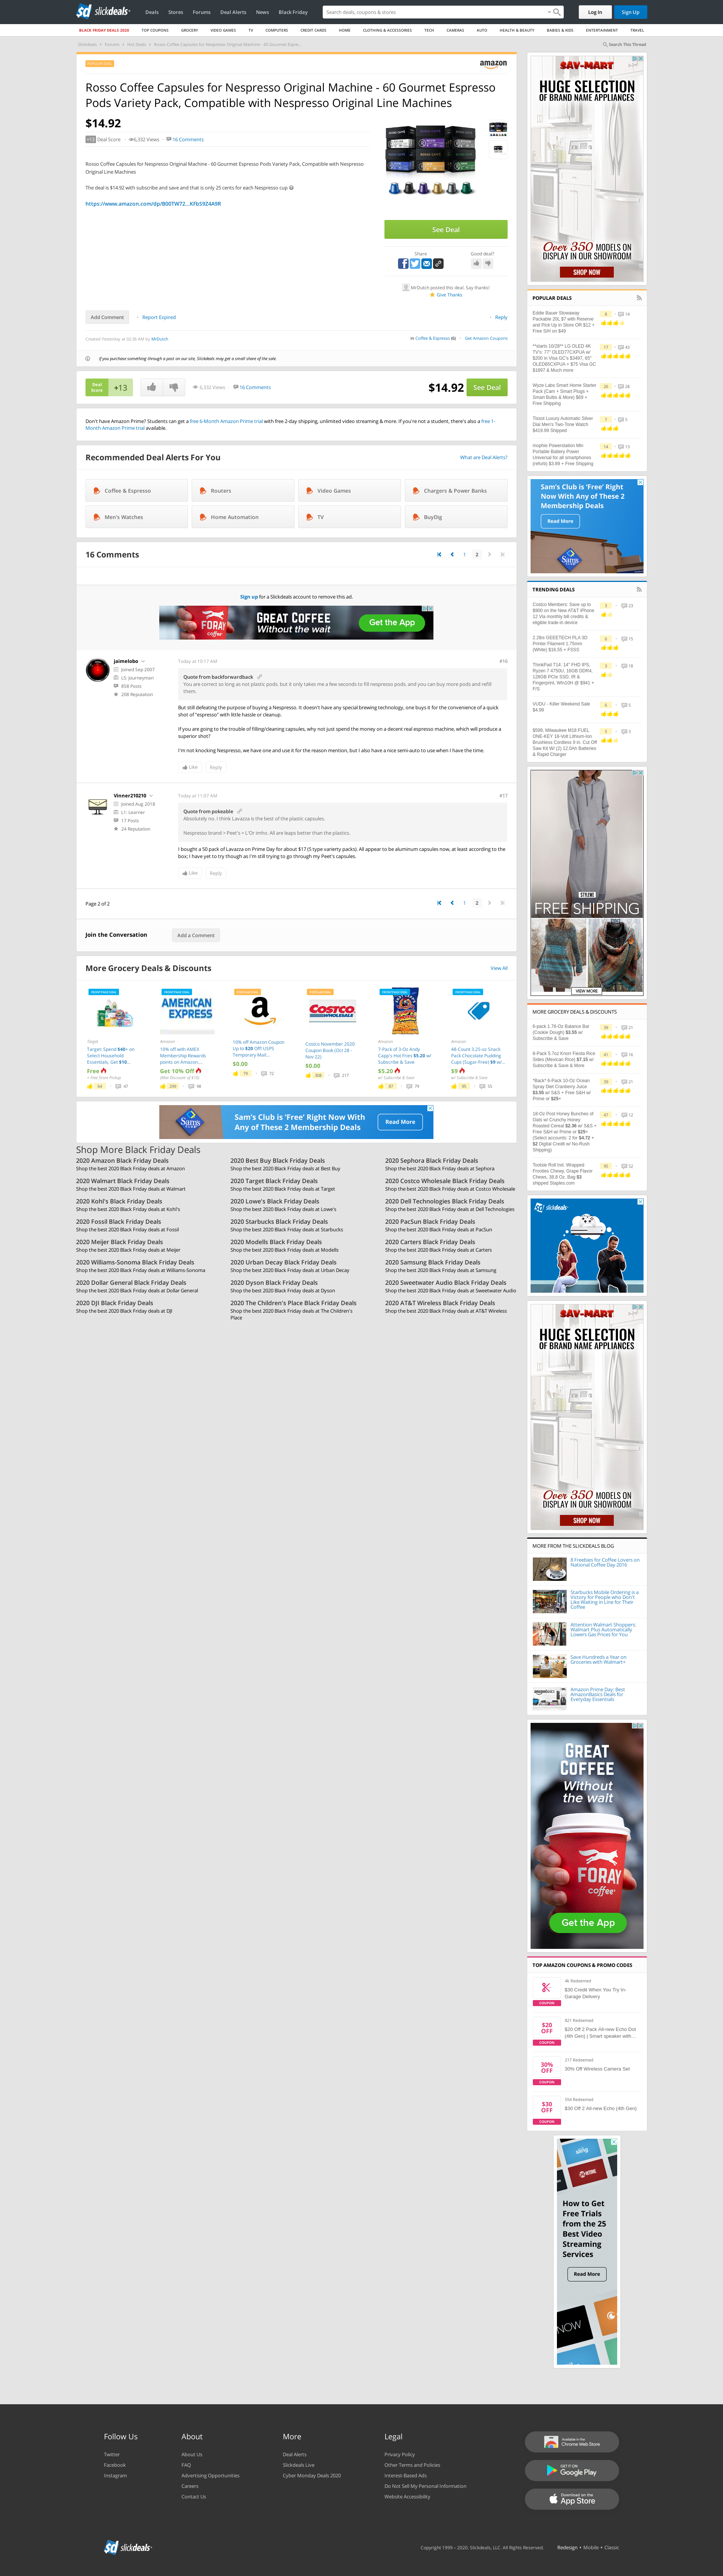 slickdeals
Deals Stores Forums Deal Alerts News Black Friday
Search deals, coupons & stores
Log In Sign Up
BLACK FRIDAY DEALS 2020 TOP COUPONS GROCERY VIDEO GAMES TV COMPUTERS CREDIT CARDS HOME CLOTHING & ACCESSORIES TECH CAMERAS AUTO HEALTH & BEAUTY BABIES & KIDS ENTERTAINMENT TRAVEL
Slickdeals Forums Hot Deals Rosso Coffee Capsules for Nespresso Original Machine - 60 Gourmet Espre...
Search This Thread
amazon
Rosso Coffee Capsules for Nespresso Original Machine - 60 Gourmet Espresso
Pods Variety Pack, Compatible with Nespresso Original Line Machines
$14.92
+13 Deal Score 6,332 Views 16 Comments
Rosso Coffee Capsules for Nespresso Original Machine - 60 Gourmet Espresso Pods Variety Pack, Compatible with Nespresso
Original Line Machines
The deal is $14.92 with subscribe and save and that is only 25 cents for each Nespresso cup
https://www.amazon.com/dp/B00TW72...KFbS9Z4A9R
See Deal
Share Good deal?
MrDutch posted this deal. Say thanks!
Give Thanks
Add Comment Report Expired Reply
Created Yesterday at 02:36 AM by MrDutch
in Coffee & Espresso (6) Get Amazon Coupons
If you purchase something through a post on our site, Slickdeals may get a small share of the sale.
Deal Score +13 6,332 Views 16 Comments $14.92 See Deal
Don't have Amazon Prime? Students can get a free 6-Month Amazon Prime trial with free 2-day shipping, unlimited video streaming & more. If you're not a student, there's also a free 1-
Month Amazon Prime trial available.
Recommended Deal Alerts For You
What are Deal Alerts?
Coffee & Espresso Routers Video Games Chargers & Power Banks
Men's Watches Home Automation TV BuyDig
16 Comments
1 2
Sign up for a Slickdeals account to remove this ad.
FORAY coffee
GREAT COFFEE
Without the wait
Get the App
jaimelobo
Joined Sep 2007
L5: Journeyman
858 Posts
298 Reputation
Today at 10:17 AM
#16
Quote from backforwardback
You are correct so long as not plastic pods. but it only takes me a few seconds to fill nespresso pods. and you can buy more pods and refill
them.
But still defeating the purpose of buying a Nespresso. It doesn't have any special brewing technology, one buys it for the convenience of a quick
shot of "espresso" with little hassle or cleanup.
If you are going to the trouble of filling/cleaning capsules, why not just spend the money on a decent real espresso machine, which will make you a
superior shot?
I'm not knocking Nespresso, we have one and us use it for the reason mention, but I also have a nice semi-auto to use when I have the time.
Like Reply
Vinner210210
Joined Aug 2018
L1: Learner
17 Posts
24 Reputation
Today at 11:07 AM
#17
Quote from pokeable
Absolutely no. I think Lavazza is the best of the plastic capsules.
Nespresso brand > Peet's > L'Or imho. All are leaps better than the plastics.
I bought a 50 pack of Lavazza on Prime Day for about $17 (5 type variety packs). All appear to be aluminum capsules now, at least according to the
box; I have yet to try though as I'm still trying to go through my Peet's capsules.
Like Reply
Page 2 of 2
1 2
Join the Conversation Add a Comment
More Grocery Deals & Discounts
View All
Target
Target: Spend $40+ on
Select Household
Essentials, Get $10...
Free
+ Free Store Pickup
64 47
AMERICAN EXPRESS
Amazon
10% off with AMEX
Membership Rewards
points on Amazon,...
Get 10% Off
(Max Discount of $15)
239 98
10% off Amazon Coupon
Up to $20 Off! USPS
Temporary Mail...
$0.00
79 72
COSTCO WHOLESALE
Costco November 2020
Coupon Book (Oct 28 -
Nov 22)
$0.00
308 217
Amazon
7-Pack of 3-Oz Andy
Capp's Hot Fries $5.20 w/
Subscribe & Save
$5.20
w/ Subscribe & Save
87 79
Amazon
48-Count 3.25-oz Snack
Pack Chocolate Pudding
Cups (Sugar-Free) $9 w/...
$9
w/ Subscribe & Save
95 55
Sam's Club is 'Free' Right Now With
Any of These 2 Membership Deals
Read More
Shop More Black Friday Deals
2020 Amazon Black Friday Deals
Shop the best 2020 Black Friday deals at Amazon
2020 Best Buy Black Friday Deals
Shop the best 2020 Black Friday deals at Best Buy
2020 Sephora Black Friday Deals
Shop the best 2020 Black Friday deals at Sephora
2020 Walmart Black Friday Deals
Shop the best 2020 Black Friday deals at Walmart
2020 Target Black Friday Deals
Shop the best 2020 Black Friday deals at Target
2020 Costco Wholesale Black Friday Deals
Shop the best 2020 Black Friday deals at Costco Wholesale
2020 Kohl's Black Friday Deals
Shop the best 2020 Black Friday deals at Kohl's
2020 Lowe's Black Friday Deals
Shop the best 2020 Black Friday deals at Lowe's
2020 Dell Technologies Black Friday Deals
Shop the best 2020 Black Friday deals at Dell Technologies
2020 Fossil Black Friday Deals
Shop the best 2020 Black Friday deals at Fossil
2020 Starbucks Black Friday Deals
Shop the best 2020 Black Friday deals at Starbucks
2020 PacSun Black Friday Deals
Shop the best 2020 Black Friday deals at PacSun
2020 Meijer Black Friday Deals
Shop the best 2020 Black Friday deals at Meijer
2020 Modells Black Friday Deals
Shop the best 2020 Black Friday deals at Modells
2020 Carters Black Friday Deals
Shop the best 2020 Black Friday deals at Carters
2020 Williams-Sonoma Black Friday Deals
Shop the best 2020 Black Friday deals at Williams-Sonoma
2020 Urban Decay Black Friday Deals
Shop the best 2020 Black Friday deals at Urban Decay
2020 Samsung Black Friday Deals
Shop the best 2020 Black Friday deals at Samsung
2020 Dollar General Black Friday Deals
Shop the best 2020 Black Friday deals at Dollar General
2020 Dyson Black Friday Deals
Shop the best 2020 Black Friday deals at Dyson
2020 Sweetwater Audio Black Friday Deals
Shop the best 2020 Black Friday deals at Sweetwater Audio
2020 DJI Black Friday Deals
Shop the best 2020 Black Friday deals at DJI
2020 The Children's Place Black Friday Deals
Shop the best 2020 Black Friday deals at The Children's
Place
2020 AT&T Wireless Black Friday Deals
Shop the best 2020 Black Friday deals at AT&T Wireless
SAV-MART
HUGE SELECTION
OF BRAND NAME APPLIANCES
OVER 350 MODELS ON
DISPLAY IN OUR SHOWROOM
SHOP NOW
POPULAR DEALS
Eddie Bauer Stowaway
Packable 20L $7 with Reserve
and Pick Up in Store OR $12 +
Free S/H on $49
**starts 10/28** LG OLED 4K
TV's: 77" OLED77CXPUA w/
$200 in Visa GC's $3497, 65"
OLED65CXPUA + $75 Visa GC
$1997 & Much more
Wyze Labs Smart Home Starter
Pack (Cam + Smart Plugs +
Smart Bulbs & More) $69 +
Free Shipping
Tissot Luxury Automatic Silver
Dial Men's Two-Tone Watch
$419.99 Shipped
mophie Powerstation Min
Portable Battery Power
Universal for all smartphones
(refurb) $3.69 + Free Shipping
Sam's Club is 'Free' Right
Now With Any of These 2
Membership Deals
Read More
TRENDING DEALS
Costco Members: Save up to
$900 on the New AT&T iPhone
12 Via monthly bill credits &
eligible trade-in device
2.2lbs GEEETECH PLA 3D
Printer Filament 1.75mm
(White) $16.55 + FSSS
ThinkPad T14: 14" FHD IPS,
Ryzen 7 4750U, 16GB DDR4,
128GB PCIe SSD, IR &
Fingerprint, Win10H @ $941 +
F/S
VUDU - Killer Weekend Sale
$4.99
$599, Milwaukee M18 FUEL
ONE-KEY 18-Volt Lithium-Ion
Brushless Cordless 9 in. Cut Off
Saw Kit W/ (2) 12.0Ah Batteries
& Rapid Charger
FREE SHIPPING
VIEW MORE
MORE GROCERY DEALS & DISCOUNTS
6-pack 1.76-Oz Balance Bar
(Cookie Dough) $3.55 w/
Subscribe & Save
8-Pack 5.7oz Knorr Fiesta Rice
Sides (Mexican Rice) $7.15 w/
Subscribe & Save & More
*Back* 6-Pack 10-Oz Ocean
Spray Diet Cranberry Juice
$3.95 w/ S&S + Free S&H w/
Prime or $25+
18-Oz Post Honey Bunches of
Oats w/ Crunchy Honey
Roasted Cereal $2.36 w/ S&S +
Free S&H w/ Prime or $25+
(Select accounts: 2 for $4.72 +
$2 Digital Credit w/ No-Rush
Shipping)
Tootsie Roll Ind. Wrapped
Frooties Chewy, Grape Flavor
Chews, 38.8 Oz, Bag $3
shipped Staples.com
slickdeals
SAV-MART
HUGE SELECTION
OF BRAND NAME APPLIANCES
OVER 350 MODELS ON
DISPLAY IN OUR SHOWROOM
SHOP NOW
MORE FROM THE SLICKDEALS BLOG
8 Freebies for Coffee Lovers on
National Coffee Day 2016
Starbucks Mobile Ordering is a
Victory for People who Don't
Like Waiting in Line for Their
Coffee
Attention Walmart Shoppers:
Walmart Plus Automatically
Lowers Gas Prices for You
Save Hundreds a Year on
Groceries with Walmart+
Amazon Prime Day: Best
AmazonBasics Deals for
Everyday Essentials
GREAT COFFEE
Without the wait
FORAY coffee
Get the App
TOP AMAZON COUPONS & PROMO CODES
4k Redeemed
$30 Credit When You Try In-
Garage Delivery
COUPON
$20 OFF
821 Redeemed
$20 Off 2 Pack All-new Echo Dot
(4th Gen) | Smart speaker with...
COUPON
30% OFF
217 Redeemed
30% Off Wireless Camera Set
COUPON
$30 OFF
$30 Off 2 All-new Echo (4th Gen)
COUPON
sling
SHOWTIME
How to Get
Free Trials
from the 25
Best Video
Streaming
Services
Read More
NOW
Follow Us About More Legal
Twitter
Facebook
Instagram
About Us
FAQ
Advertising Opportunities
Careers
Contact Us
Deal Alerts
Slickdeals Live
Cyber Monday Deals 2020
Privacy Policy
Other Terms and Policies
Interest-Based Ads
Do Not Sell My Personal Information
Website Accessibility
Available in the Chrome Web Store
GET IT ON Google Play
Download on the App Store
slickdeals
Copyright 1999 - 2020. Slickdeals, LLC. All Rights Reserved.
Redesign • Mobile • Classic